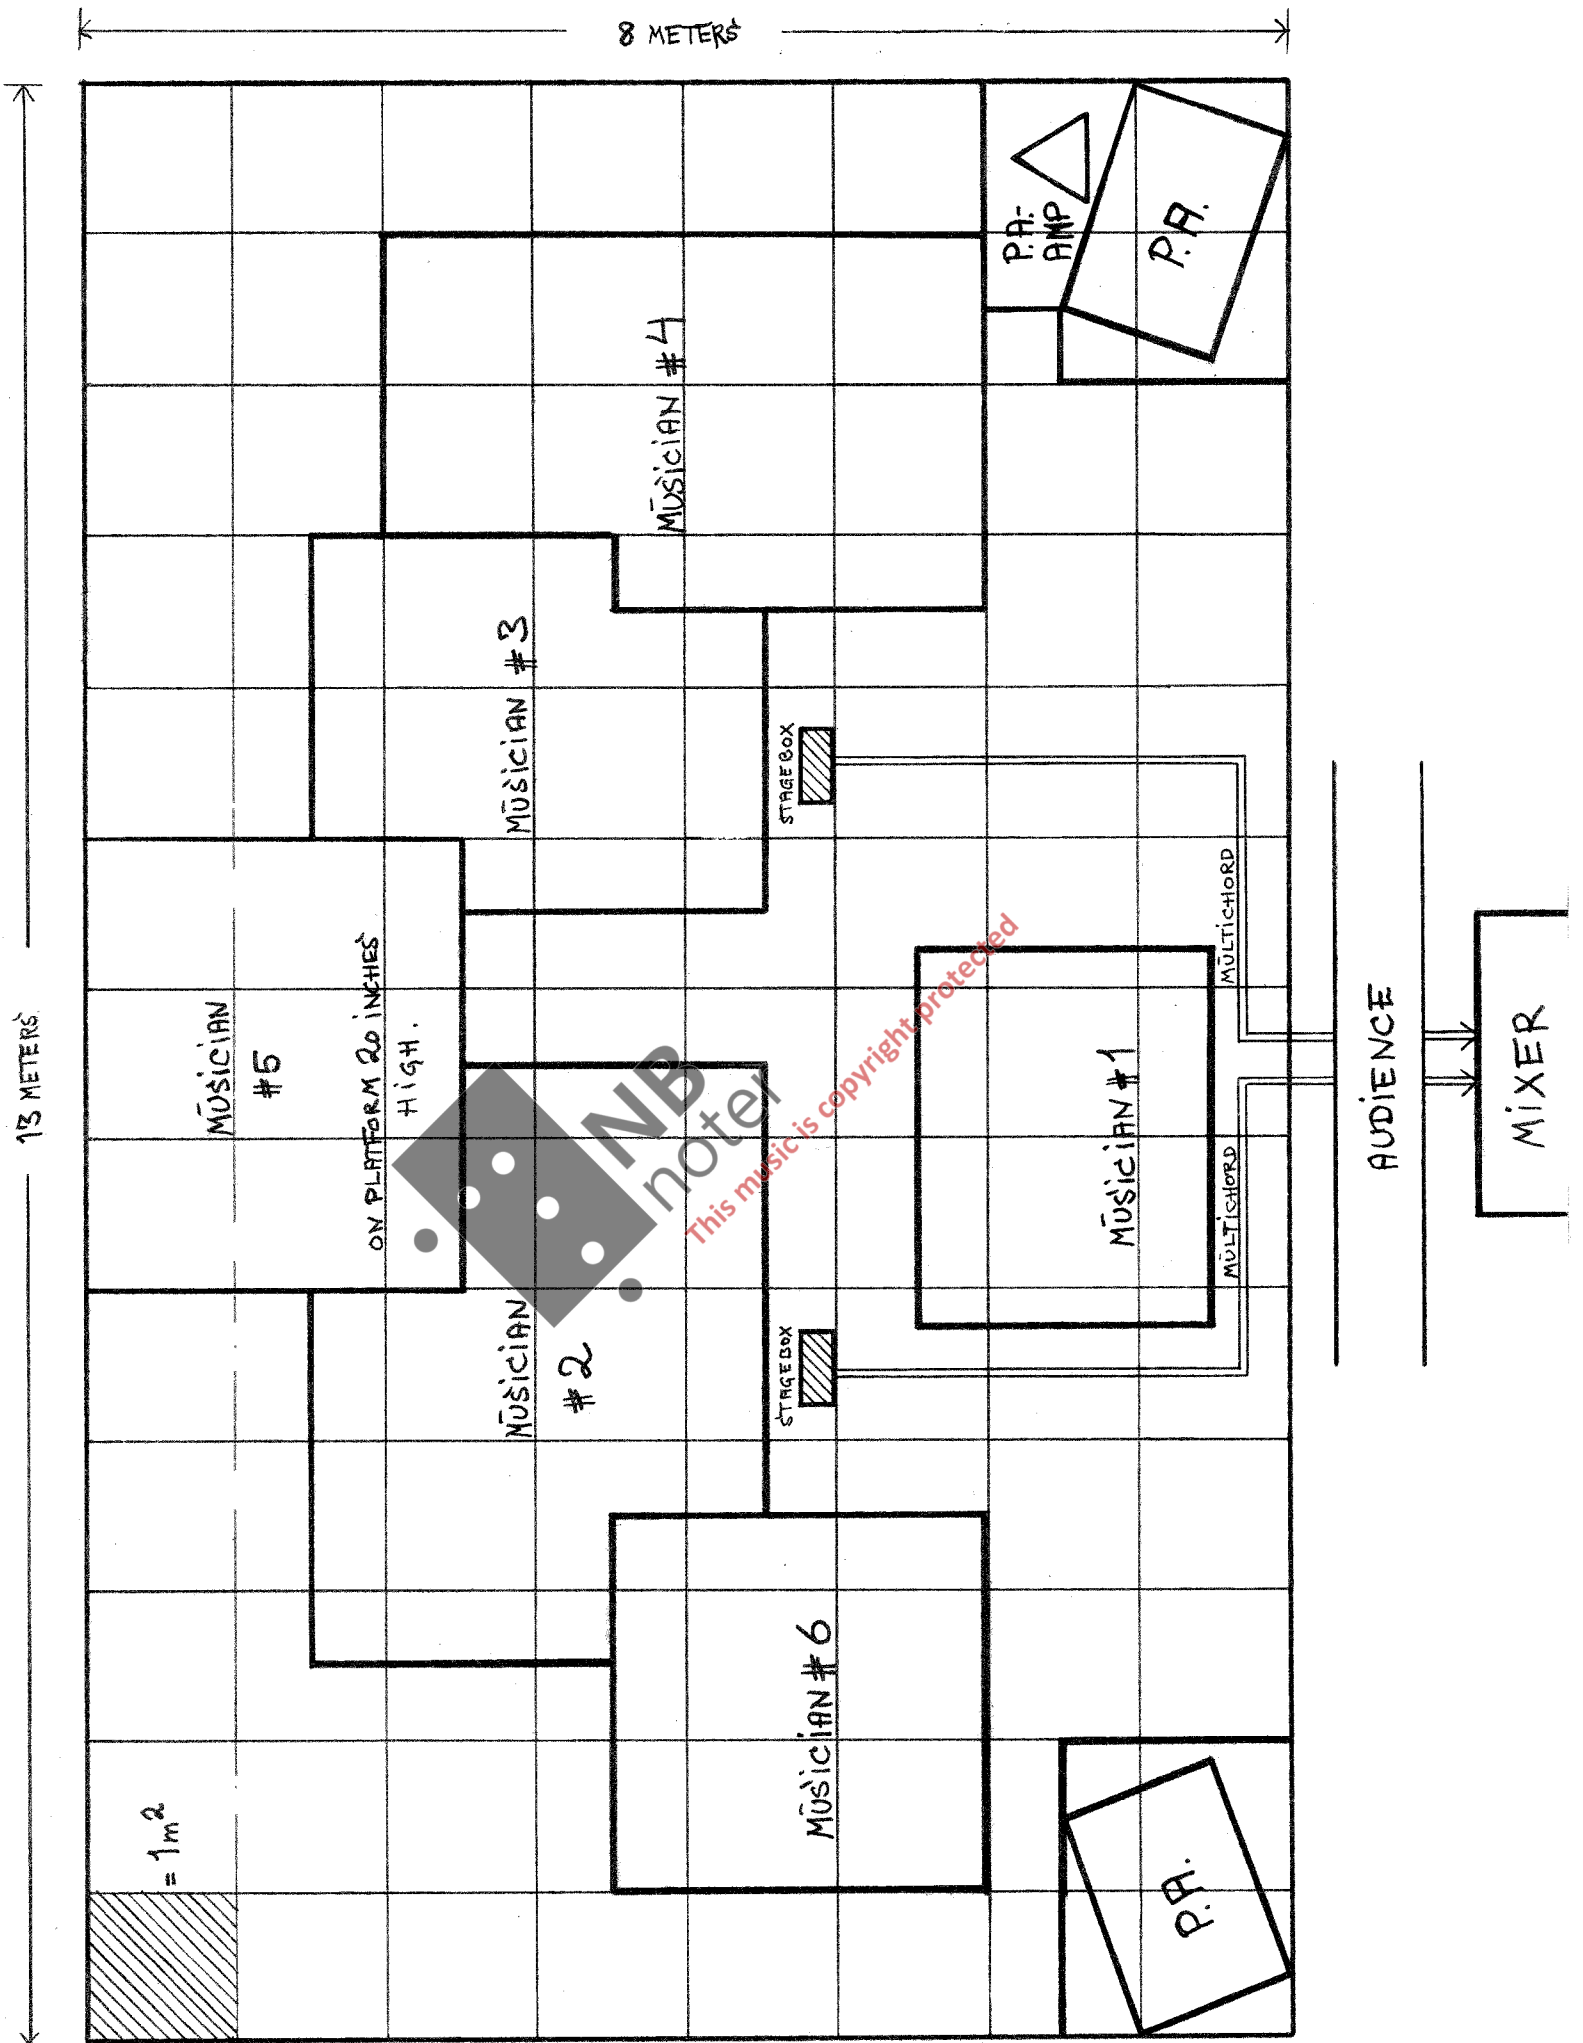 8 METERS
13 METERS
P.A.
AMP
P.A.
MUSICIAN #4
MUSICIAN #3
STAGEBOX
MUSICIAN
#5
ON PLATFORM 20 INCHES
HIGH.
MULTICHORD
MUSICIAN #1
MULTICHORD
AUDIENCE
MIXER
MUSICIAN
#2
STAGEBOX
MUSICIAN #6
= 1m²
P.A.
NB
noter
This music is copyright protected